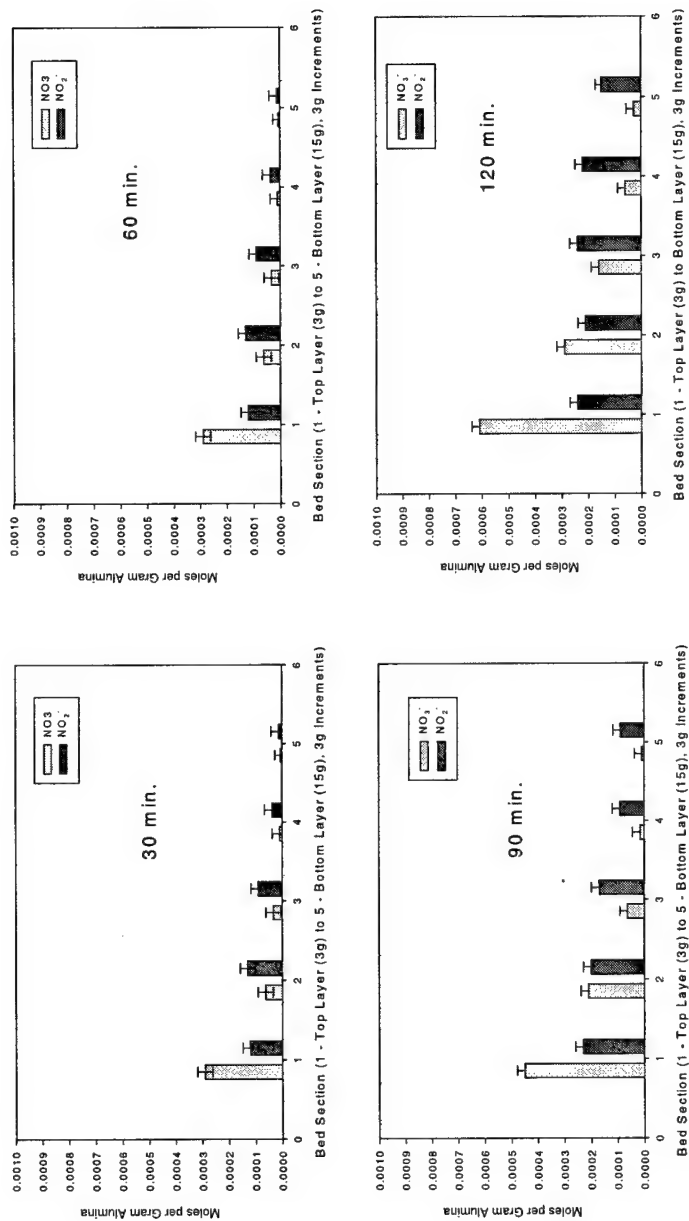 30 min.
NO3
NO₂⁻
Moles per Gram Alumina
0.0010
0.0009
0.0008
0.0007
0.0006
0.0005
0.0004
0.0003
0.0002
0.0001
0.0000
0 1 2 3 4 5 6
Bed Section (1 - Top Layer (3g) to 5 - Bottom Layer (15g), 3g Increments)
60 min.
NO3
NO₂⁻
Moles per Gram Alumina
0.0010
0.0009
0.0008
0.0007
0.0006
0.0005
0.0004
0.0003
0.0002
0.0001
0.0000
0 1 2 3 4 5 6
Bed Section (1 - Top Layer (3g) to 5 - Bottom Layer (15g), 3g Increments)
90 min.
NO₃⁻
NO₂⁻
Moles per Gram Alumina
0.0010
0.0009
0.0008
0.0007
0.0006
0.0005
0.0004
0.0003
0.0002
0.0001
0.0000
0 1 2 3 4 5 6
Bed Section (1 - Top Layer (3g) to 5 - Bottom Layer (15g), 3g Increments)
120 min.
NO₃⁻
NO₂⁻
Moles per Gram Alumina
0.0010
0.0009
0.0008
0.0007
0.0006
0.0005
0.0004
0.0003
0.0002
0.0001
0.0000
0 1 2 3 4 5 6
Bed Section (1 - Top Layer (3g) to Bottom Layer (15g), 3g Increments)